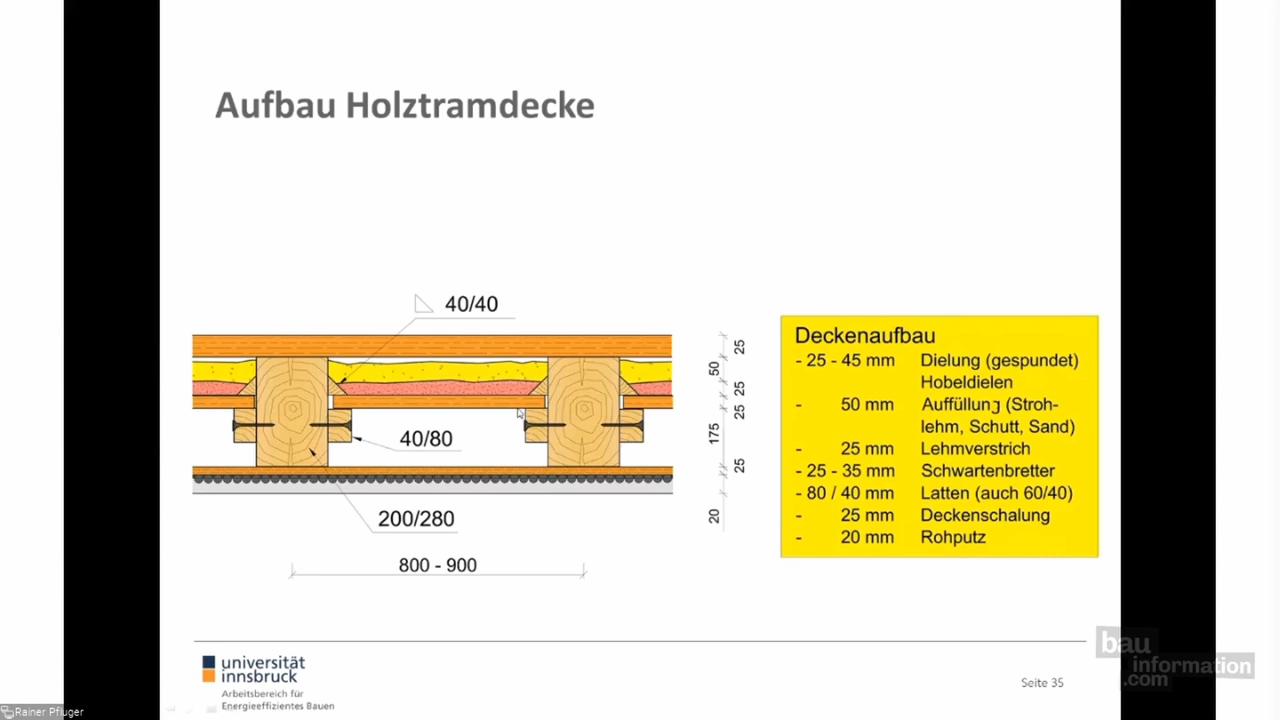 Aufbau Holztramdecke
40/40
40/80
200/280
800 - 900
25
50
25
25
175
25
20
Deckenaufbau
- 25 - 45 mm Dielung (gespundet)
Hobeldielen
- 50 mm Auffüllung (Stroh-
lehm, Schutt, Sand)
- 25 mm Lehmverstrich
- 25 - 35 mm Schwartenbretter
- 80 / 40 mm Latten (auch 60/40)
- 25 mm Deckenschalung
- 20 mm Rohputz
universität
innsbruck
Arbeitsbereich für
Energieeffizientes Bauen
Seite 35
bau
information
.com
Rainer Pfluger